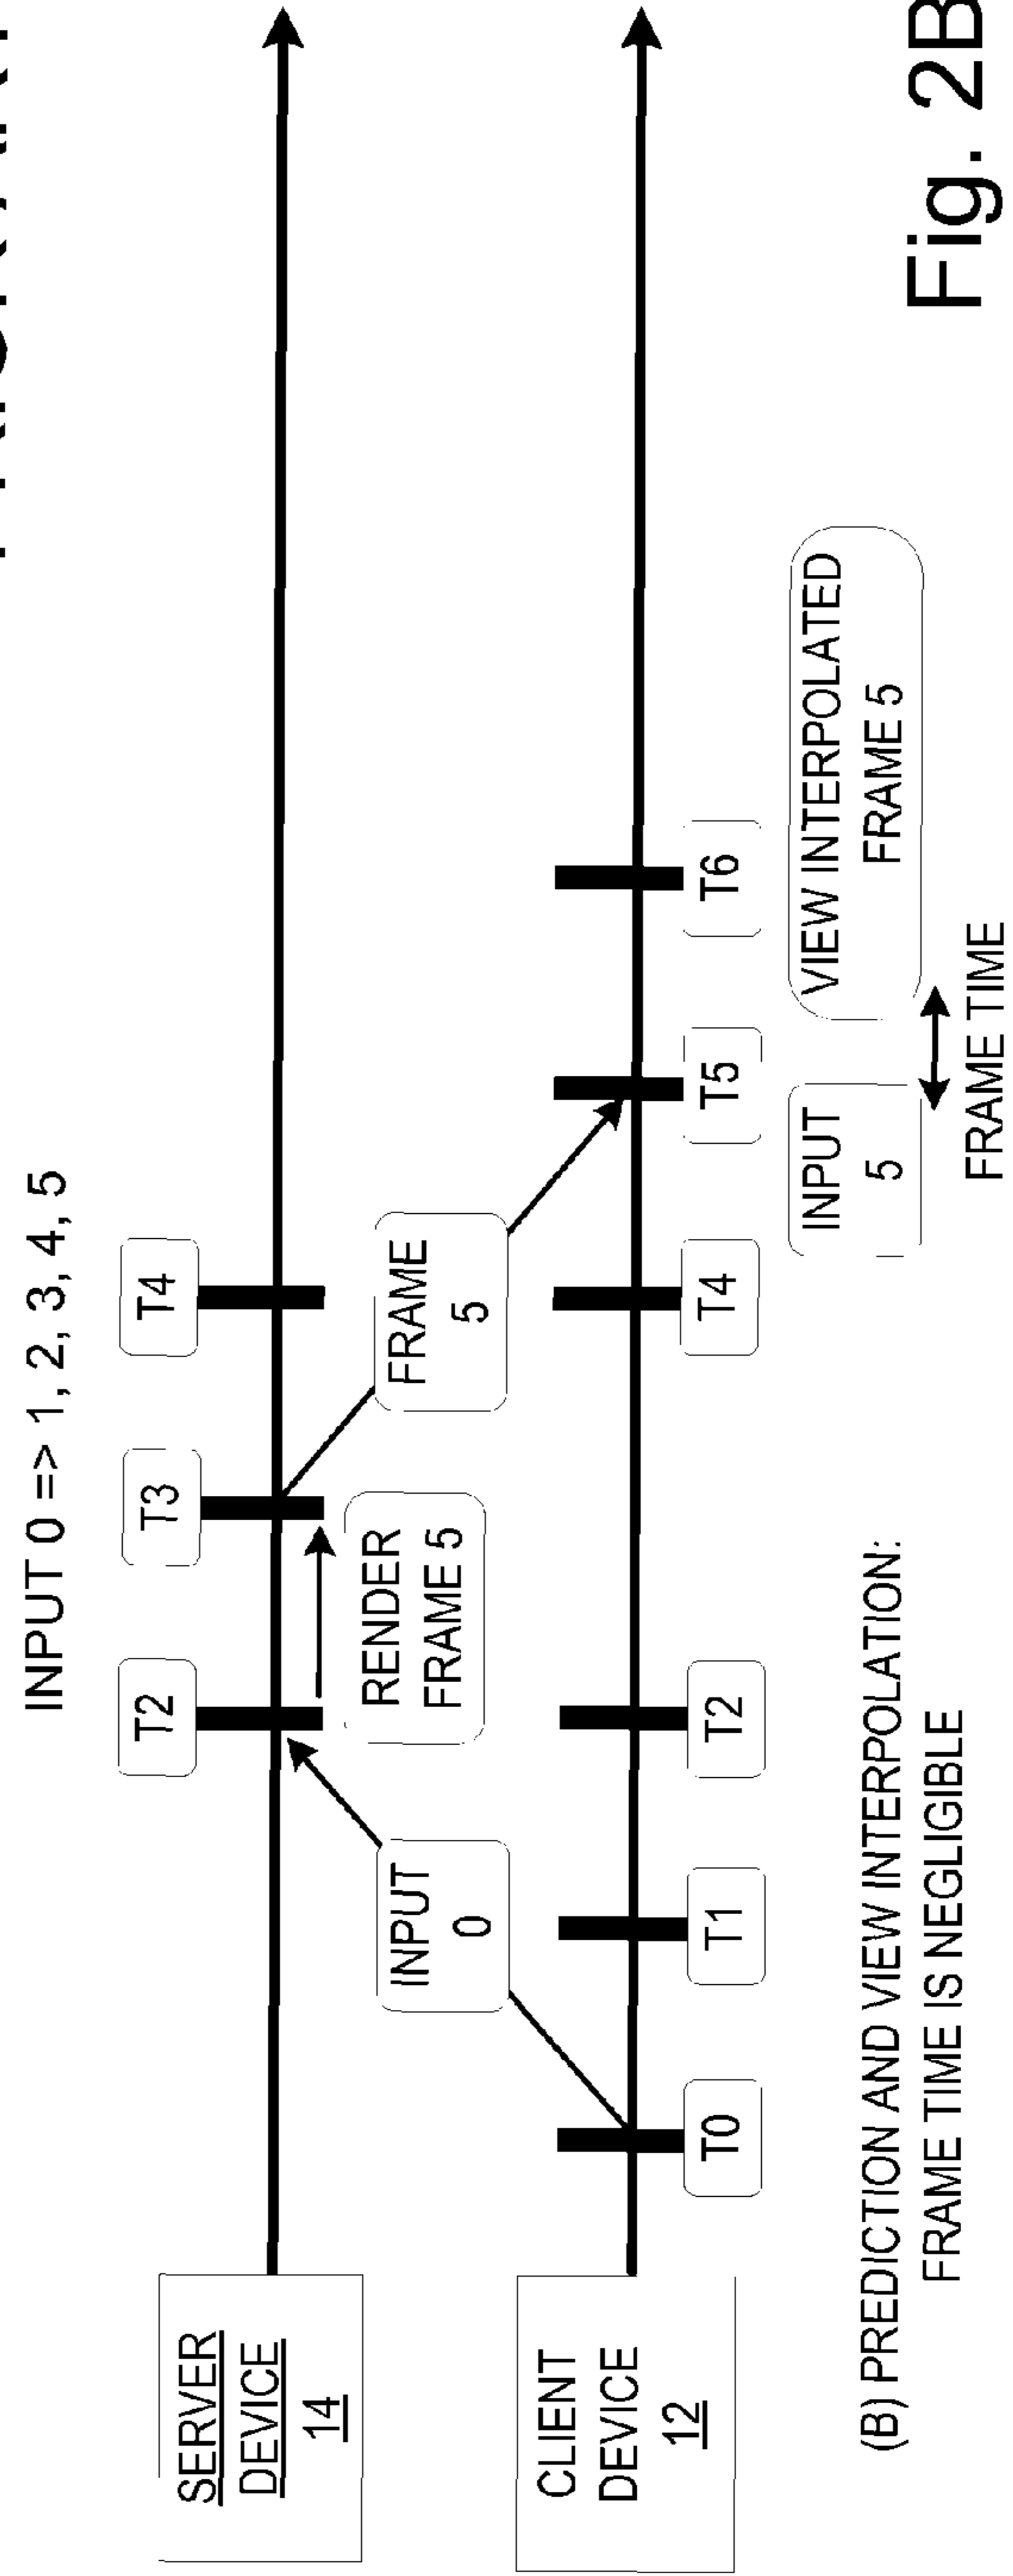 INPUT 0 => 1, 2, 3, 4, 5
T2
T3
T4
SERVER
DEVICE
14
RENDER
FRAME 5
INPUT
0
FRAME
5
CLIENT
DEVICE
12
T0
T1
T2
T4
T5
T6
INPUT
5
VIEW INTERPOLATED
FRAME 5
FRAME TIME
(B) PREDICTION AND VIEW INTERPOLATION:
FRAME TIME IS NEGLIGIBLE
Fig. 2B